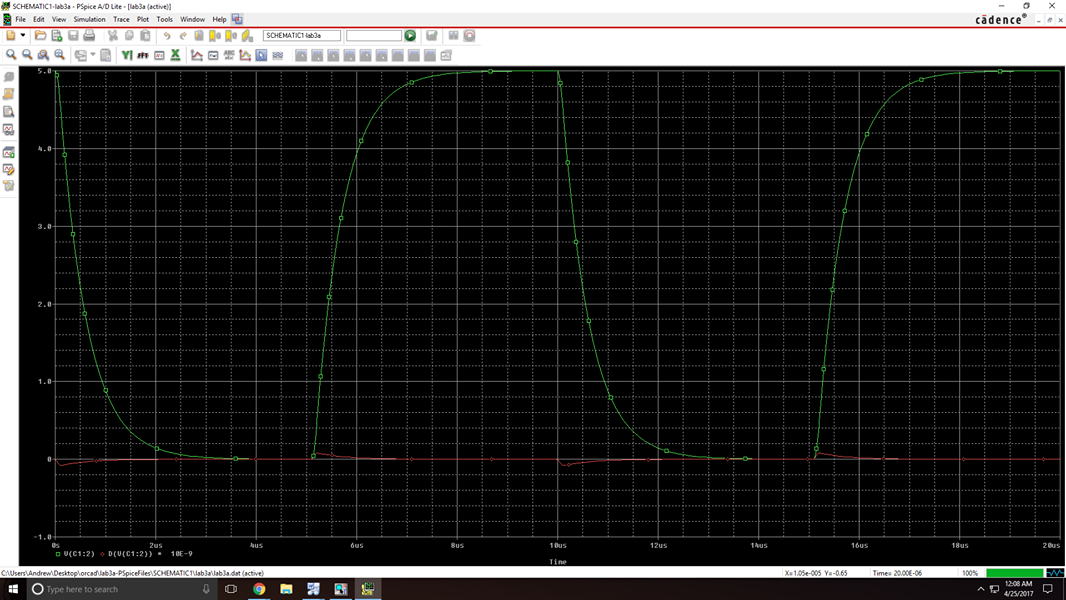 SCHEMATIC1-lab3a - PSpice A/D Lite - [lab3a (active)]
File Edit View Simulation Trace Plot Tools Window Help
cādence®
SCHEMATIC1-lab3a
5.0
4.0
3.0
2.0
1.0
0
-1.0
0s 2us 4us 6us 8us 10us 12us 14us 16us 18us 20us
V(C1:2) D(V(C1:2)) * 10E-9
Time
C:\Users\Andrew\Desktop\orcad\lab3a-PSpiceFiles\SCHEMATIC1\lab3a\lab3a.dat (active)
X=1.05e-005 Y=-0.65 Time= 20.00E-06 100%
Type here to search
12:08 AM
4/25/2017